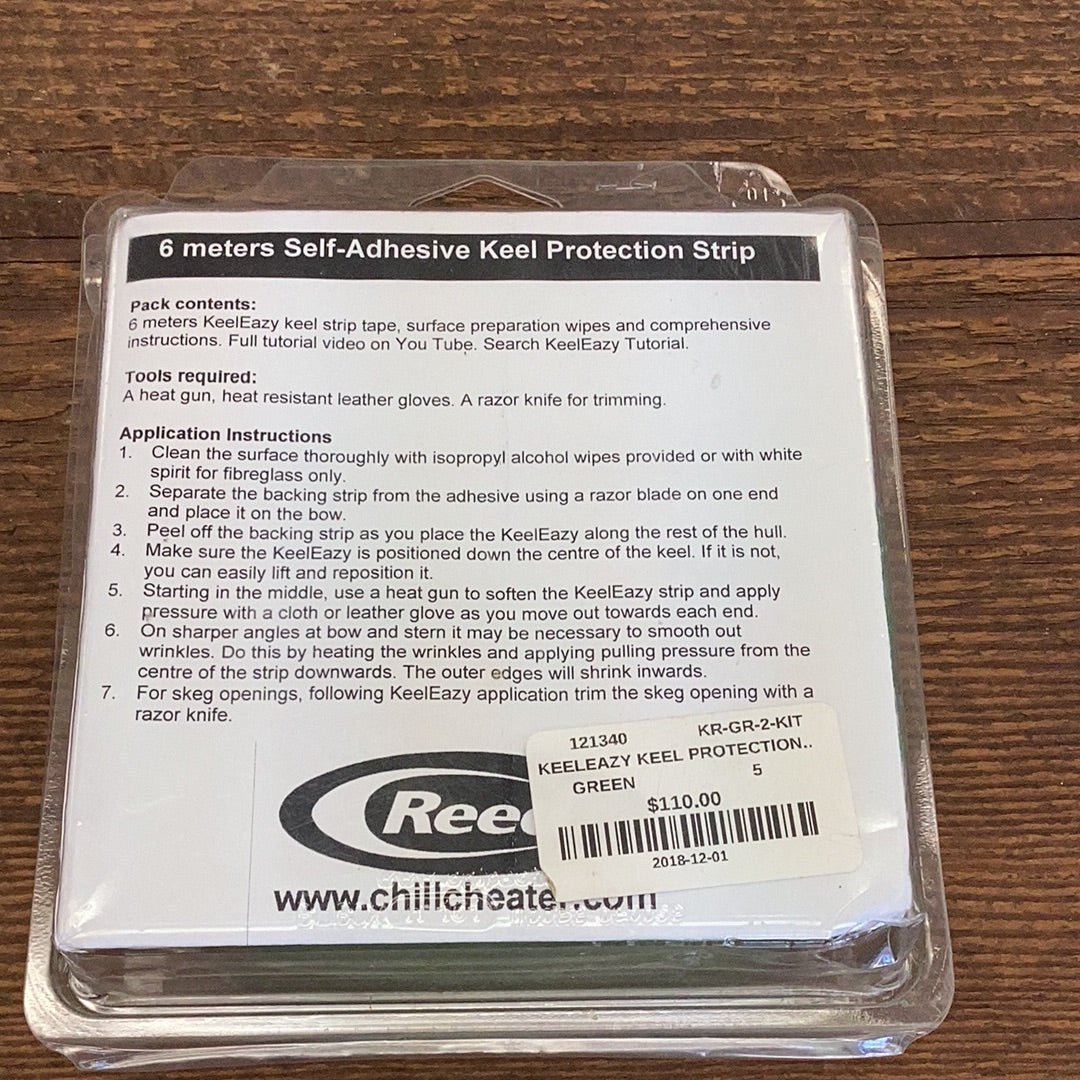 6 meters Self-Adhesive Keel Protection Strip
Pack contents:
6 meters KeelEazy keel strip tape, surface preparation wipes and comprehensive
instructions. Full tutorial video on You Tube. Search KeelEazy Tutorial.
Tools required:
A heat gun, heat resistant leather gloves. A razor knife for trimming.
Application Instructions
1. Clean the surface thoroughly with isopropyl alcohol wipes provided or with white
spirit for fibreglass only.
2. Separate the backing strip from the adhesive using a razor blade on one end
and place it on the bow.
3. Peel off the backing strip as you place the KeelEazy along the rest of the hull.
4. Make sure the KeelEazy is positioned down the centre of the keel. If it is not,
you can easily lift and reposition it.
5. Starting in the middle, use a heat gun to soften the KeelEazy strip and apply
pressure with a cloth or leather glove as you move out towards each end.
6. On sharper angles at bow and stern it may be necessary to smooth out
wrinkles. Do this by heating the wrinkles and applying pulling pressure from the
centre of the strip downwards. The outer edges will shrink inwards.
7. For skeg openings, following KeelEazy application trim the skeg opening with a
razor knife.
121340 KR-GR-2-KIT
KEELEAZY KEEL PROTECTION..
GREEN 5
$110.00
2018-12-01
Ree
www.chillcheater.com